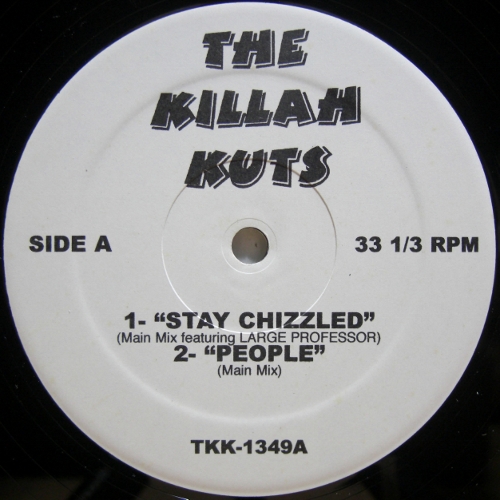 THE
KILLAH
KUTS
SIDE A
33 1/3 RPM
1- “STAY CHIZZLED”
(Main Mix featuring LARGE PROFESSOR)
2- “PEOPLE”
(Main Mix)
TKK-1349A